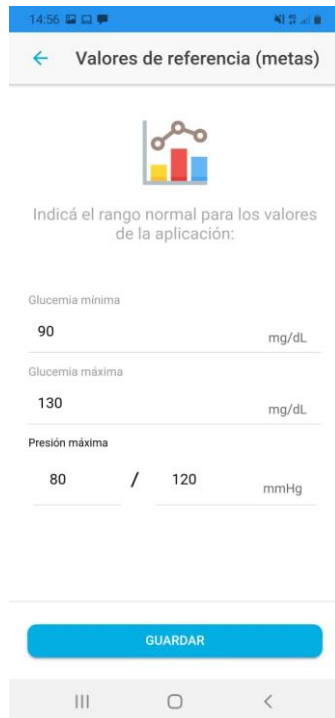 14:56
Valores de referencia (metas)
Indicá el rango normal para los valores
de la aplicación:
Glucemia mínima
90 mg/dL
Glucemia máxima
130 mg/dL
Presión máxima
80 / 120 mmHg
GUARDAR